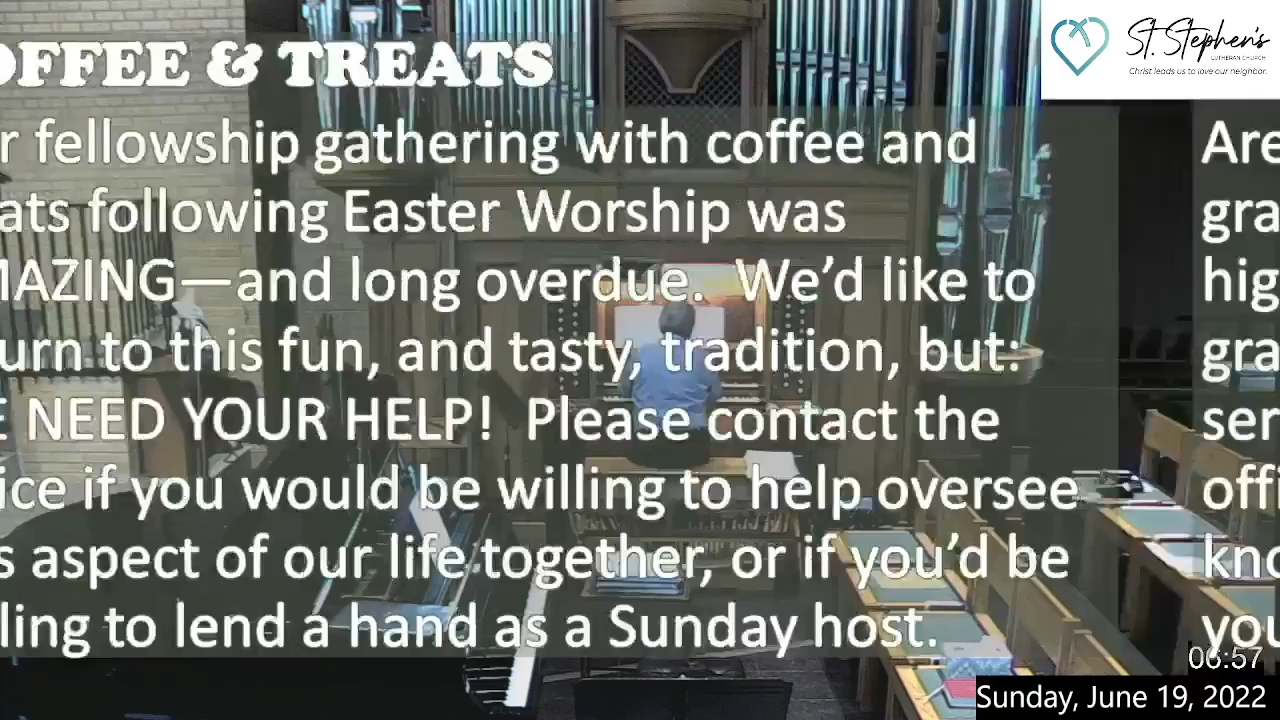 OFFEE & TREATS
r fellowship gathering with coffee and
ats following Easter Worship was
MAZING—and long overdue. We'd like to
urn to this fun, and tasty, tradition, but:
E NEED YOUR HELP! Please contact the
ice if you would be willing to help oversee
s aspect of our life together, or if you'd be
ling to lend a hand as a Sunday host.
St. Stephen's
LUTHERAN CHURCH
Christ leads us to love our neighbor.
Are
gra
hig
gra
ser
offi
kno
you
06:57
Sunday, June 19, 2022